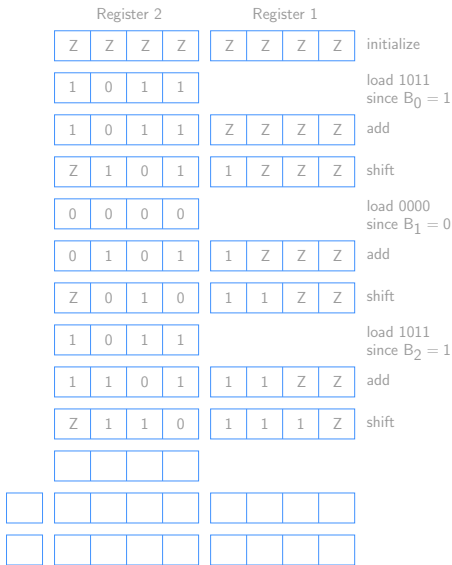 Register 2 Register 1
Z Z Z Z Z Z Z Z initialize
1 0 1 1 load 1011
since B0 = 1
1 0 1 1 Z Z Z Z add
Z 1 0 1 1 Z Z Z shift
0 0 0 0 load 0000
since B1 = 0
0 1 0 1 1 Z Z Z add
Z 0 1 0 1 1 Z Z shift
1 0 1 1 load 1011
since B2 = 1
1 1 0 1 1 1 Z Z add
Z 1 1 0 1 1 1 Z shift